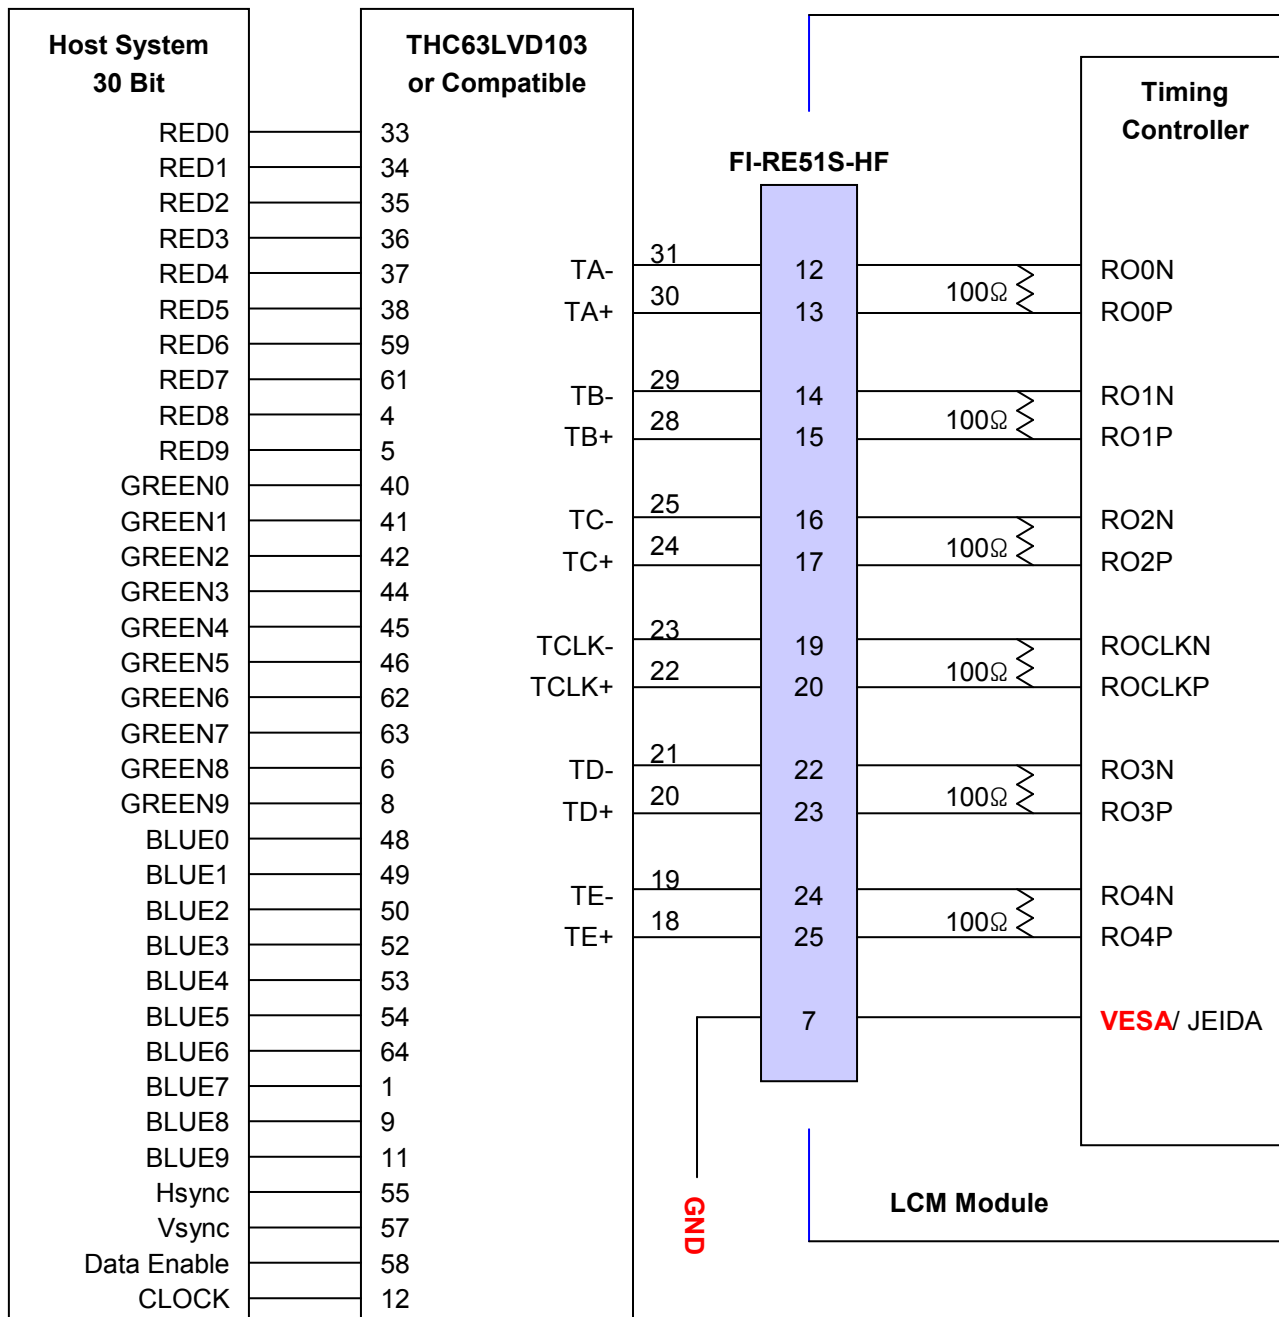 Host System
30 Bit
RED0
RED1
RED2
RED3
RED4
RED5
RED6
RED7
RED8
RED9
GREEN0
GREEN1
GREEN2
GREEN3
GREEN4
GREEN5
GREEN6
GREEN7
GREEN8
GREEN9
BLUE0
BLUE1
BLUE2
BLUE3
BLUE4
BLUE5
BLUE6
BLUE7
BLUE8
BLUE9
Hsync
Vsync
Data Enable
CLOCK
THC63LVD103
or Compatible
33
34
35
36
37
38
59
61
4
5
40
41
42
44
45
46
62
63
6
8
48
49
50
52
53
54
64
1
9
11
55
57
58
12
TA-
TA+
TB-
TB+
TC-
TC+
TCLK-
TCLK+
TD-
TD+
TE-
TE+
31
30
29
28
25
24
23
22
21
20
19
18
FI-RE51S-HF
12
13
14
15
16
17
19
20
22
23
24
25
7
GND
100Ω
100Ω
100Ω
100Ω
100Ω
100Ω
Timing
Controller
RO0N
RO0P
RO1N
RO1P
RO2N
RO2P
ROCLKN
ROCLKP
RO3N
RO3P
RO4N
RO4P
VESA/ JEIDA
LCM Module